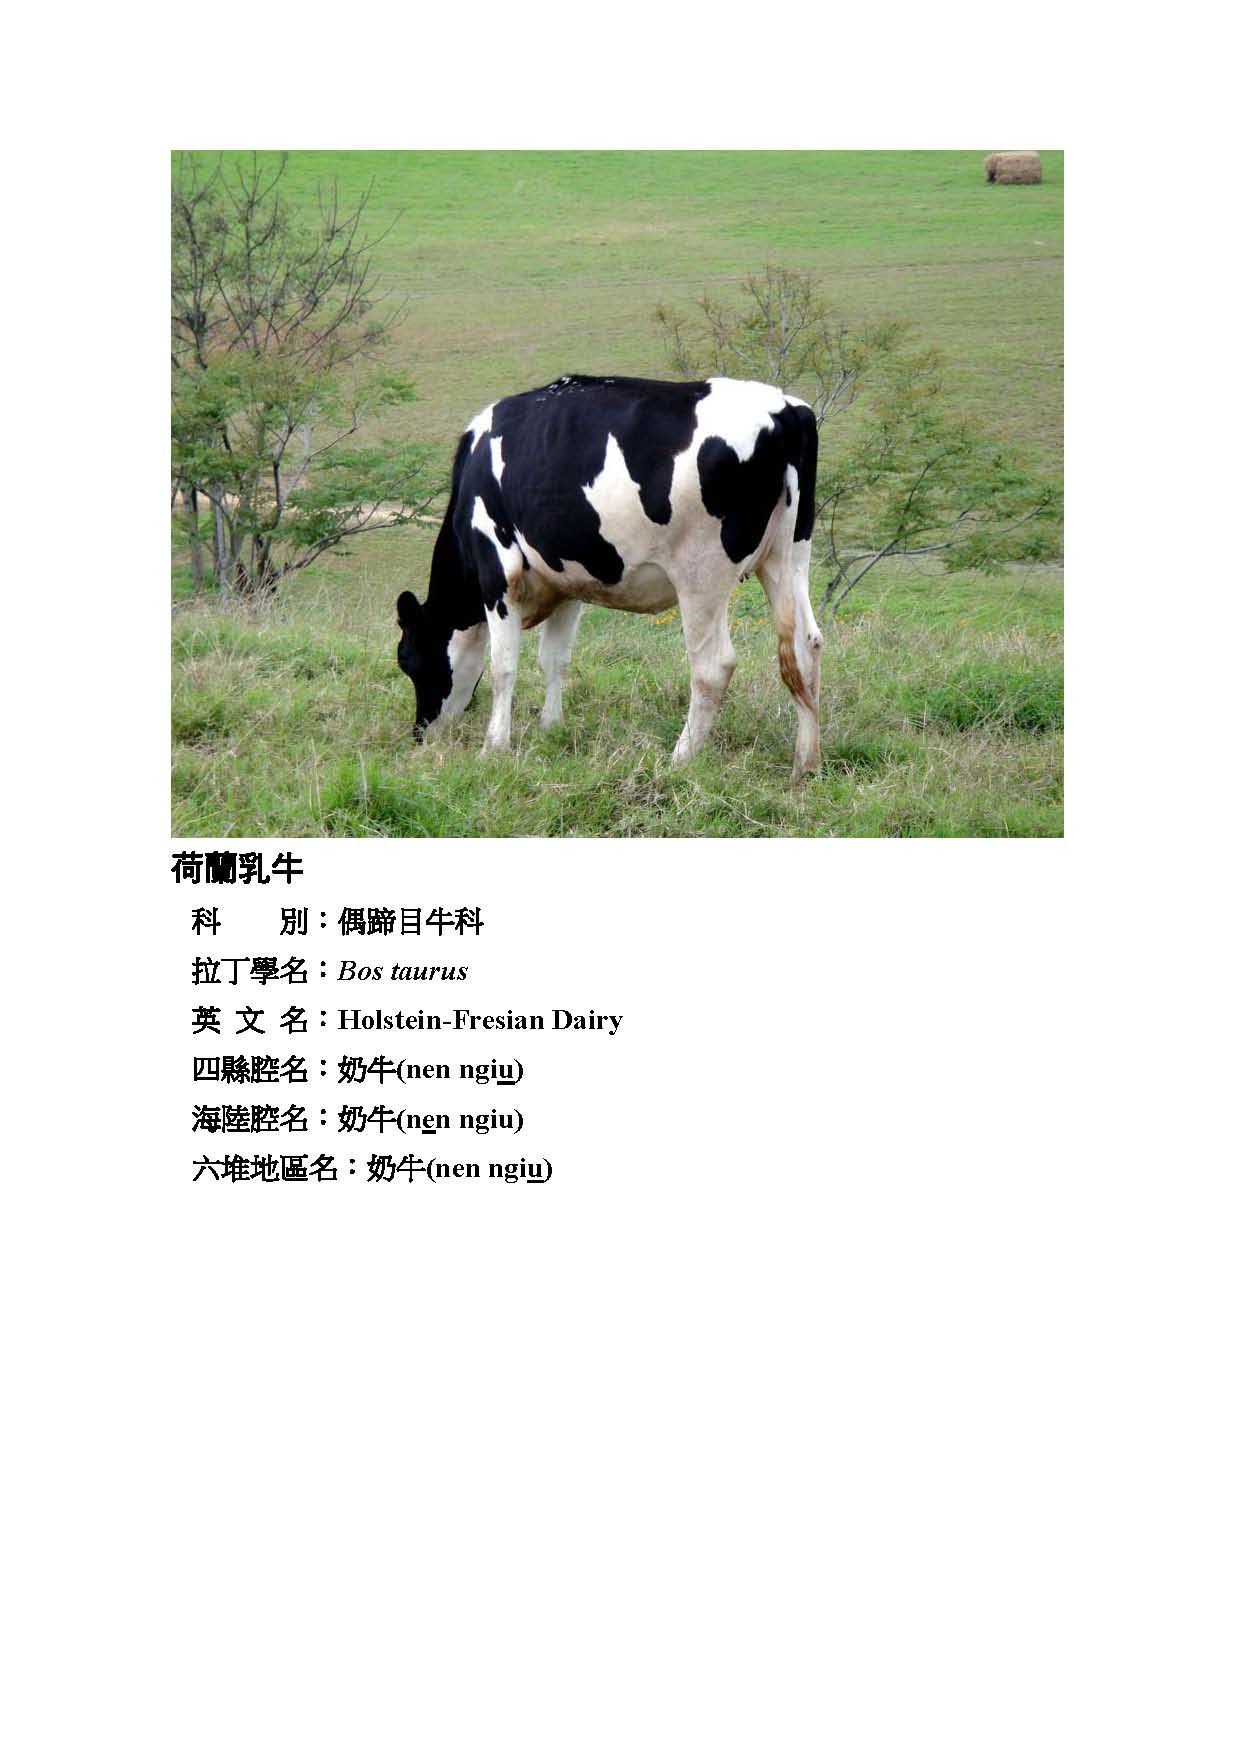 荷蘭乳牛
科　　別：偶蹄目牛科
拉丁學名：Bos taurus
英 文 名：Holstein-Fresian Dairy
四縣腔名：奶牛(nen ngiu)
海陸腔名：奶牛(nen ngiu)
六堆地區名：奶牛(nen ngiu)